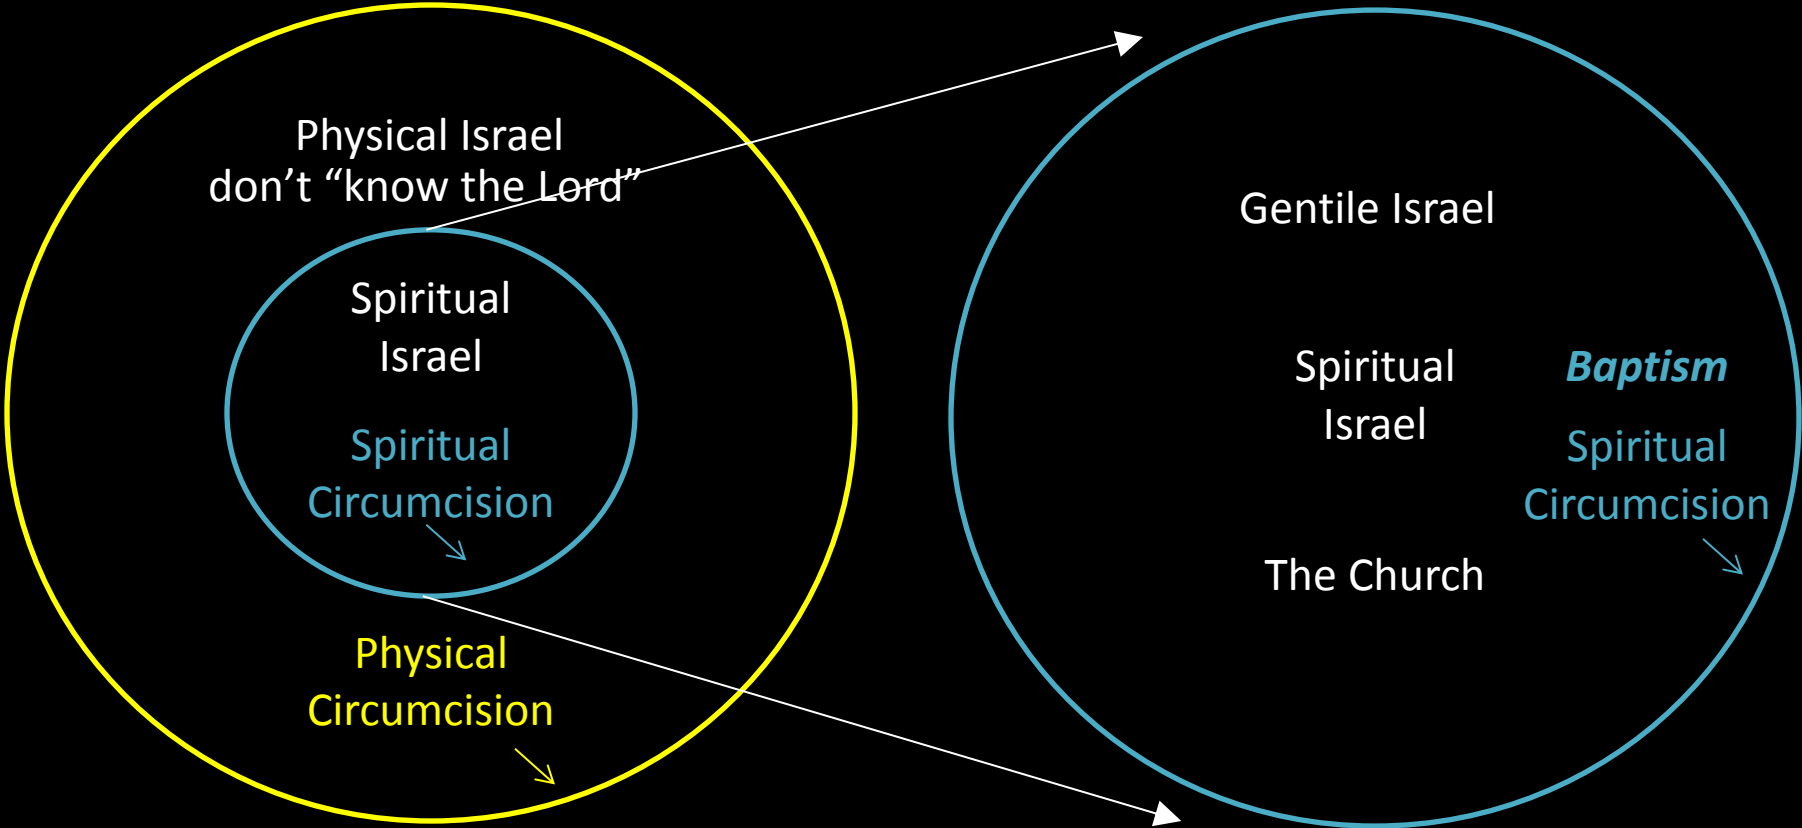 Physical Israel
don’t “know the Lord”
Spiritual
Israel
Spiritual
Circumcision
Physical
Circumcision
Gentile Israel
Spiritual
Israel
Baptism
Spiritual
Circumcision
The Church